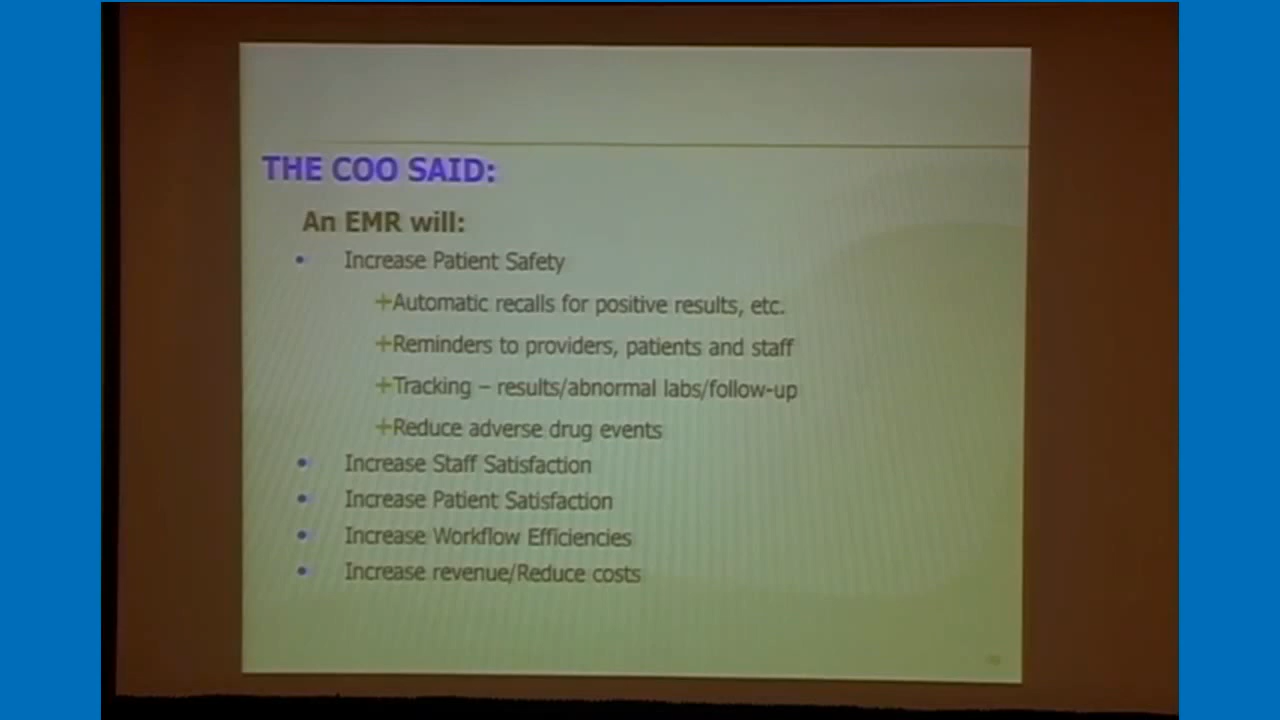 THE COO SAID:
An EMR will:
• Increase Patient Safety
+Automatic recalls for positive results, etc.
+Reminders to providers, patients and staff
+Tracking – results/abnormal labs/follow-up
+Reduce adverse drug events
• Increase Staff Satisfaction
• Increase Patient Satisfaction
• Increase Workflow Efficiencies
• Increase revenue/Reduce costs